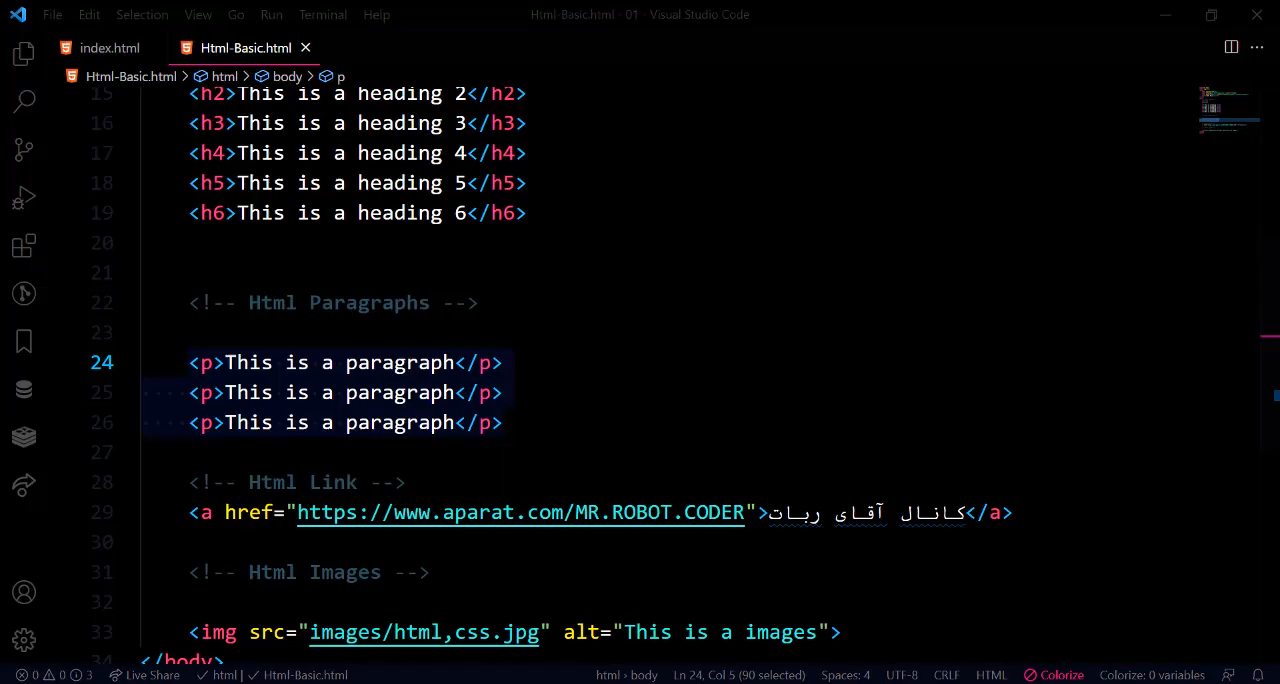 File Edit Selection View Go Run Terminal Help Html-Basic.html - 01 - Visual Studio Code
index.html Html-Basic.html
Html-Basic.html > html > body > p
15 <h2>This is a heading 2</h2>
16 <h3>This is a heading 3</h3>
17 <h4>This is a heading 4</h4>
18 <h5>This is a heading 5</h5>
19 <h6>This is a heading 6</h6>
20
21
22 <!-- Html Paragraphs -->
23
24 <p>This is a paragraph</p>
25 <p>This is a paragraph</p>
26 <p>This is a paragraph</p>
27
28 <!-- Html Link -->
29 <a href="https://www.aparat.com/MR.ROBOT.CODER">کانال آقای ربات</a>
30
31 <!-- Html Images -->
32
33 <img src="images/html,css.jpg" alt="This is a images">
34 </body>
0 0 3 Live Share html Html-Basic.html html > body Ln 24, Col 5 (90 selected) Spaces: 4 UTF-8 CRLF HTML Colorize Colorize: 0 variables